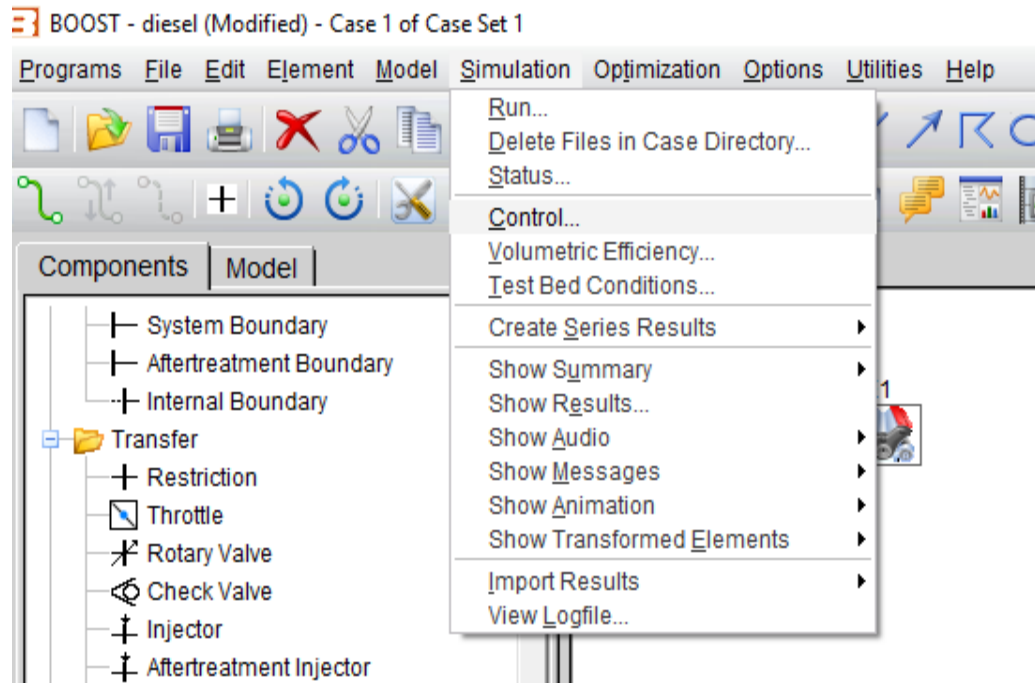 BOOST - diesel (Modified) - Case 1 of Case Set 1
Programs File Edit Element Model Simulation Optimization Options Utilities Help
Run...
Delete Files in Case Directory...
Status...
Control...
Volumetric Efficiency...
Test Bed Conditions...
Create Series Results
Show Summary
Show Results...
Show Audio
Show Messages
Show Animation
Show Transformed Elements
Import Results
View Logfile...
Components Model
System Boundary
Aftertreatment Boundary
Internal Boundary
Transfer
Restriction
Throttle
Rotary Valve
Check Valve
Injector
Aftertreatment Injector
1